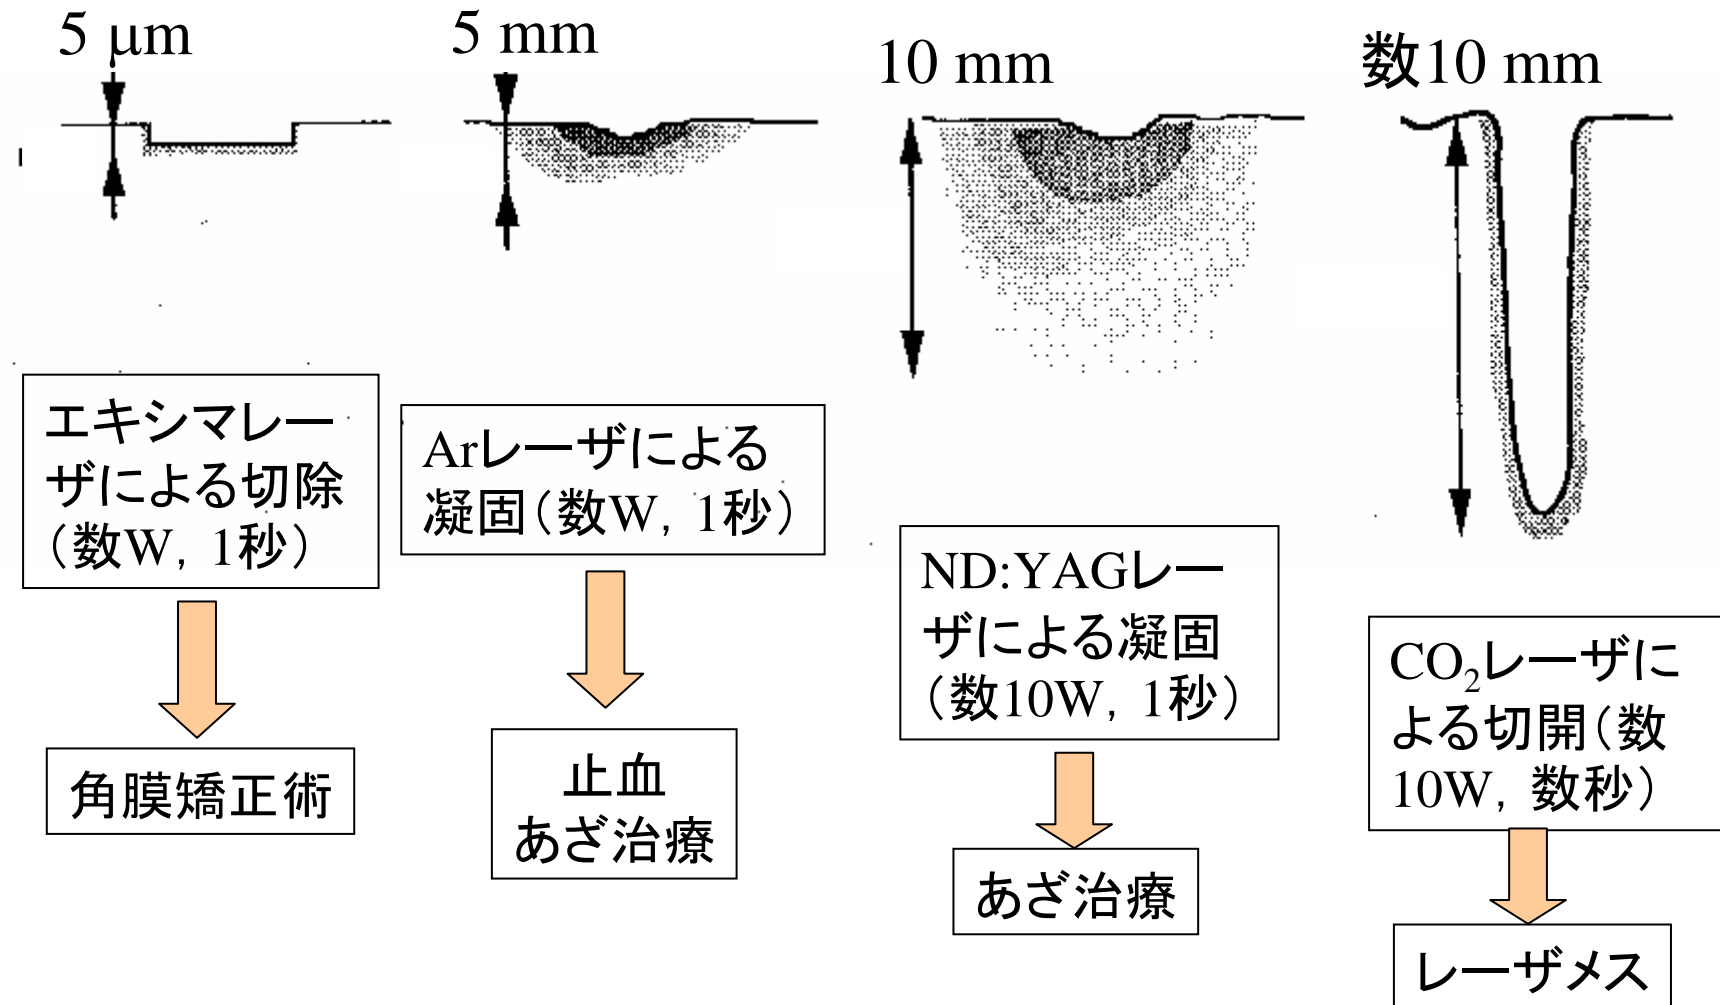 5 μm
5 mm
10 mm
数10 mm
エキシマレー
ザによる切除
（数W，1秒）
Arレーザによる
凝固（数W，1秒）
ND:YAGレー
ザによる凝固
（数10W，1秒）
CO₂レーザに
よる切開（数
10W，数秒）
角膜矯正術
止血
あざ治療
あざ治療
レーザメス